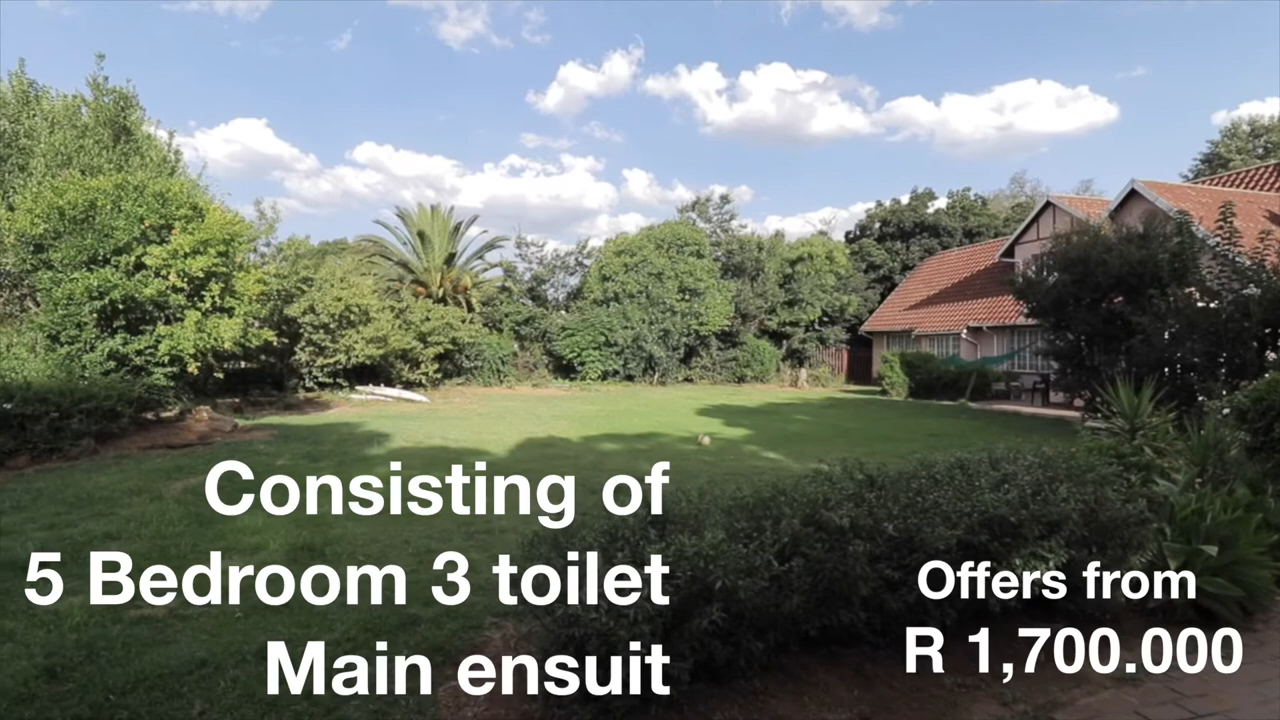 Consisting of
5 Bedroom 3 toilet
Main ensuit
Offers from
R 1,700.000